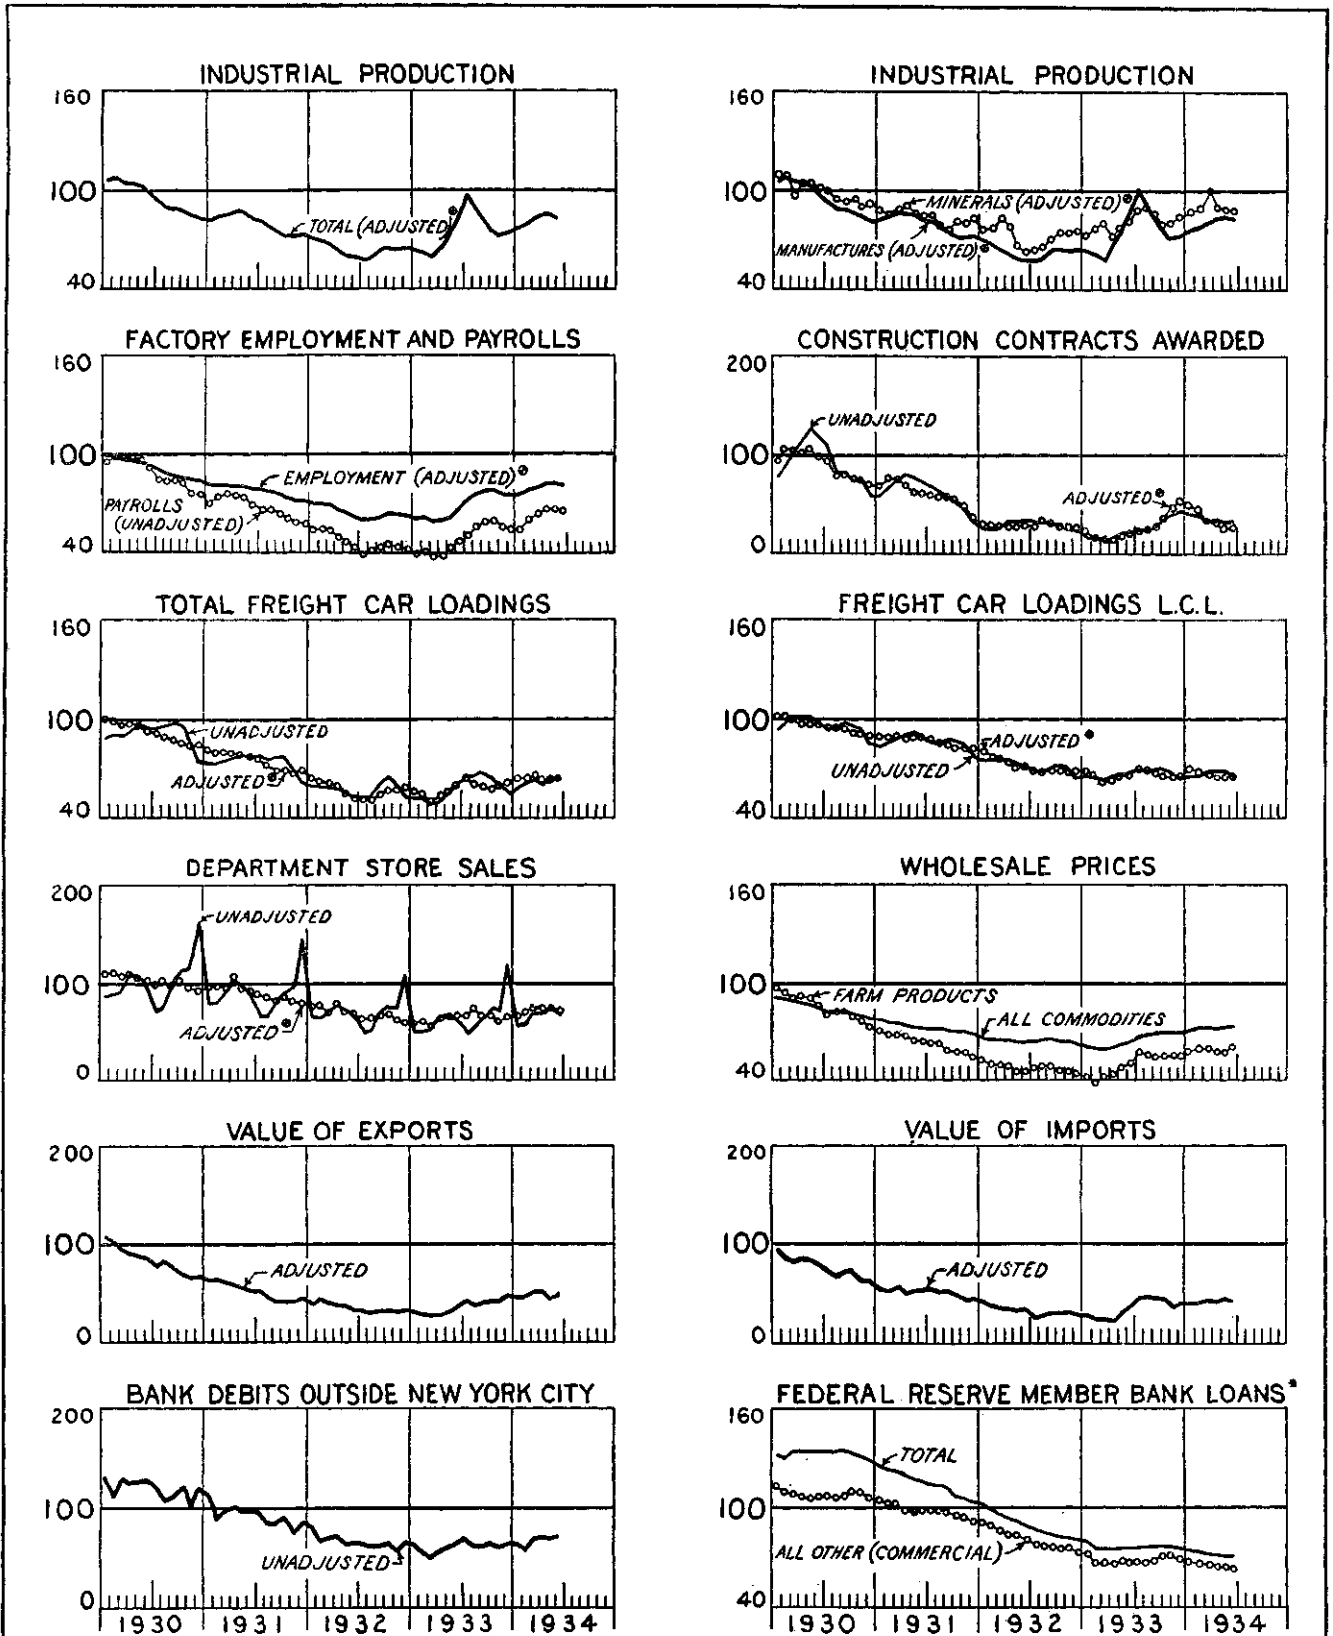 INDUSTRIAL PRODUCTION
160
100
40
TOTAL (ADJUSTED)
INDUSTRIAL PRODUCTION
160
100
40
MINERALS (ADJUSTED)
MANUFACTURES (ADJUSTED)
FACTORY EMPLOYMENT AND PAYROLLS
160
100
40
EMPLOYMENT (ADJUSTED)
PAYROLLS
(UNADJUSTED)
CONSTRUCTION CONTRACTS AWARDED
200
100
0
UNADJUSTED
ADJUSTED
TOTAL FREIGHT CAR LOADINGS
160
100
40
UNADJUSTED
ADJUSTED
FREIGHT CAR LOADINGS L.C.L.
160
100
40
ADJUSTED
UNADJUSTED
DEPARTMENT STORE SALES
200
100
0
UNADJUSTED
ADJUSTED
WHOLESALE PRICES
160
100
40
FARM PRODUCTS
ALL COMMODITIES
VALUE OF EXPORTS
200
100
0
ADJUSTED
VALUE OF IMPORTS
200
100
0
ADJUSTED
BANK DEBITS OUTSIDE NEW YORK CITY
200
100
0
UNADJUSTED
1930 1931 1932 1933 1934
FEDERAL RESERVE MEMBER BANK LOANS*
160
100
40
TOTAL
ALL OTHER (COMMERCIAL)
1930 1931 1932 1933 1934